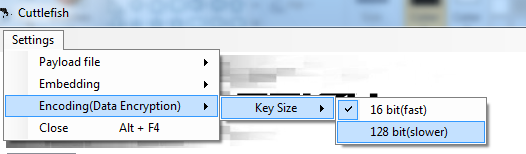 Cuttlefish
Settings
Payload file
Embedding
Encoding(Data Encryption)
Close Alt + F4
Key Size
16 bit(fast)
128 bit(slower)